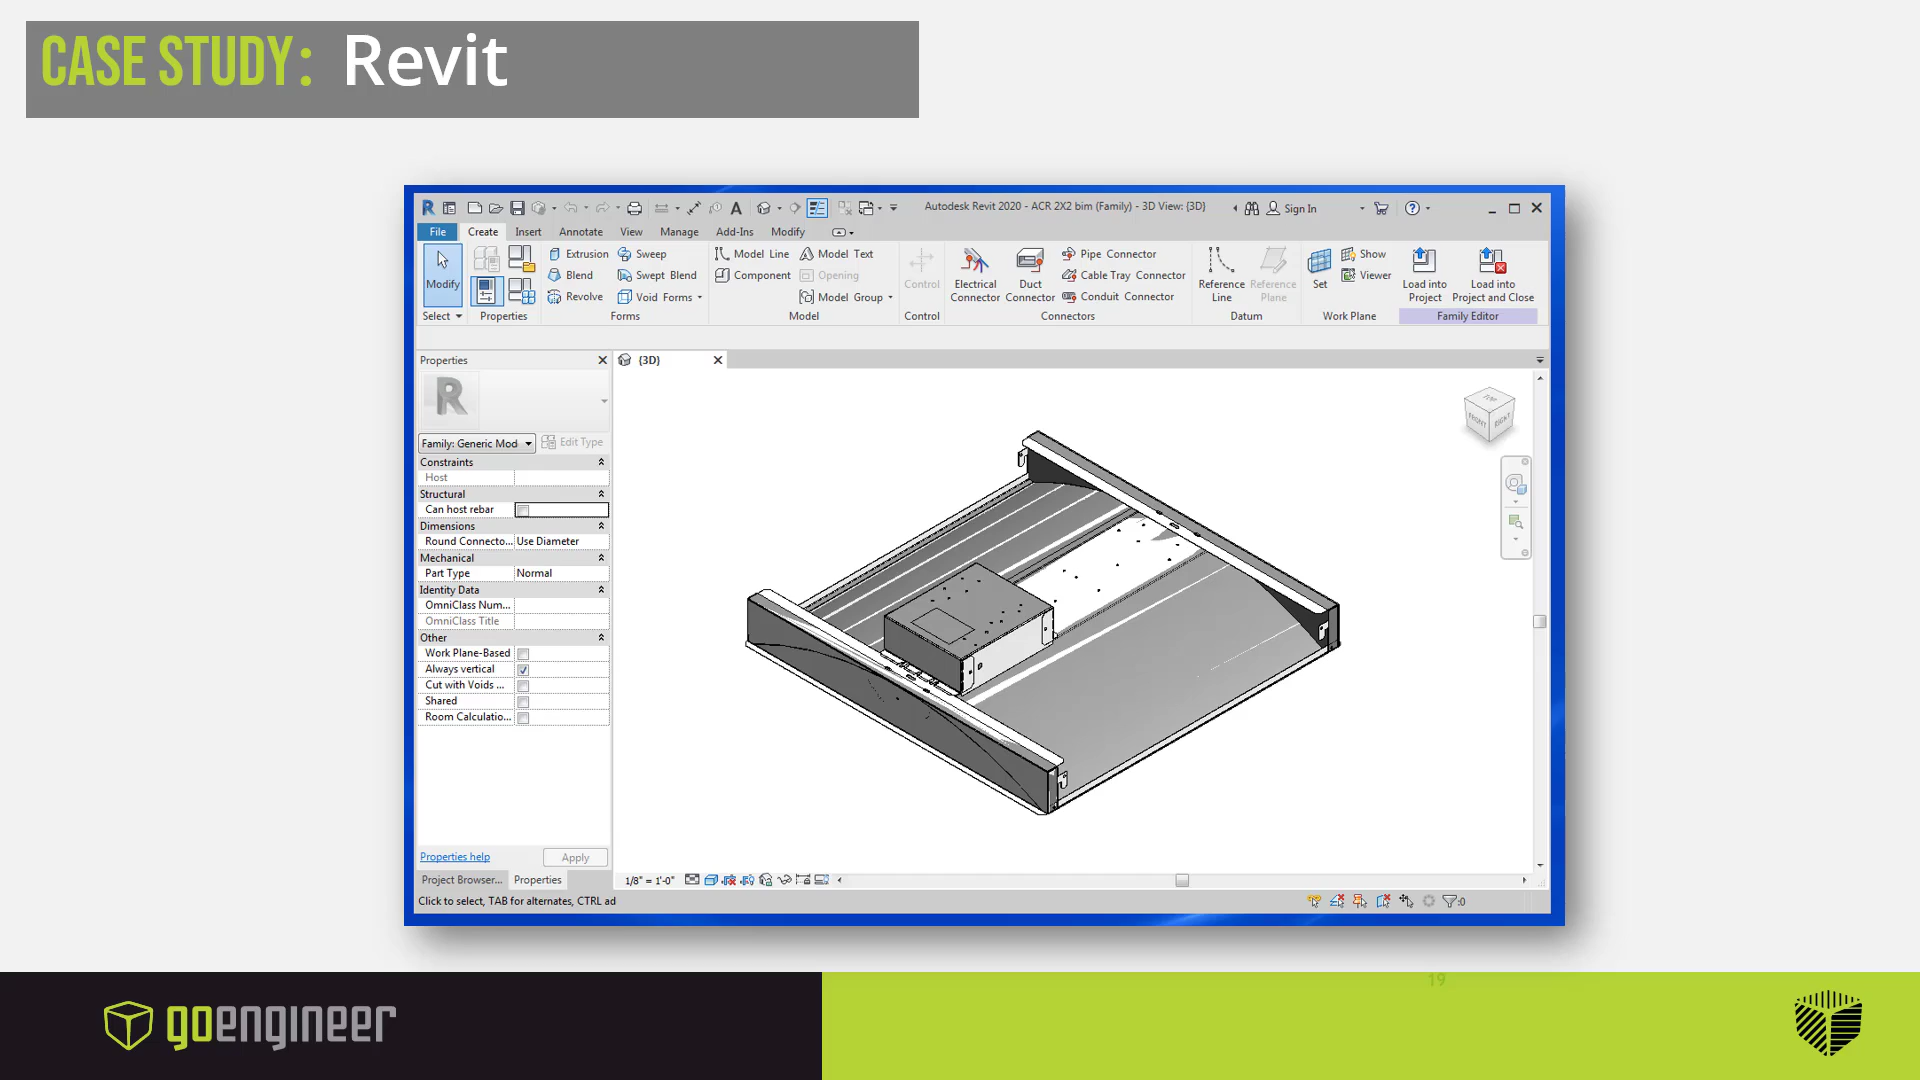 CASE STUDY: Revit
Autodesk Revit 2020 - ACR 2X2 bim (Family) - 3D View: {3D}
Sign In
File Create Insert Annotate View Manage Add-Ins Modify
Modify
Extrusion
Blend
Revolve
Sweep
Swept Blend
Void Forms
Model Line
Component
Model Text
Opening
Model Group
Control
Electrical Connector
Duct Connector
Pipe Connector
Cable Tray Connector
Conduit Connector
Reference Line
Reference Plane
Set
Show
Viewer
Load into Project
Load into Project and Close
Select Properties Forms Model Control Connectors Datum Work Plane Family Editor
Properties
{3D}
R
Family: Generic Mod
Edit Type
Constraints
Host
Structural
Can host rebar
Dimensions
Round Connecto... Use Diameter
Mechanical
Part Type Normal
Identity Data
OmniClass Num...
OmniClass Title
Other
Work Plane-Based
Always vertical
Cut with Voids ...
Shared
Room Calculatio...
TOP
FRONT
RIGHT
Properties help
Apply
Project Browser...
Properties
1/8" = 1'-0"
Click to select, TAB for alternates, CTRL ad
:0
19
goengineer